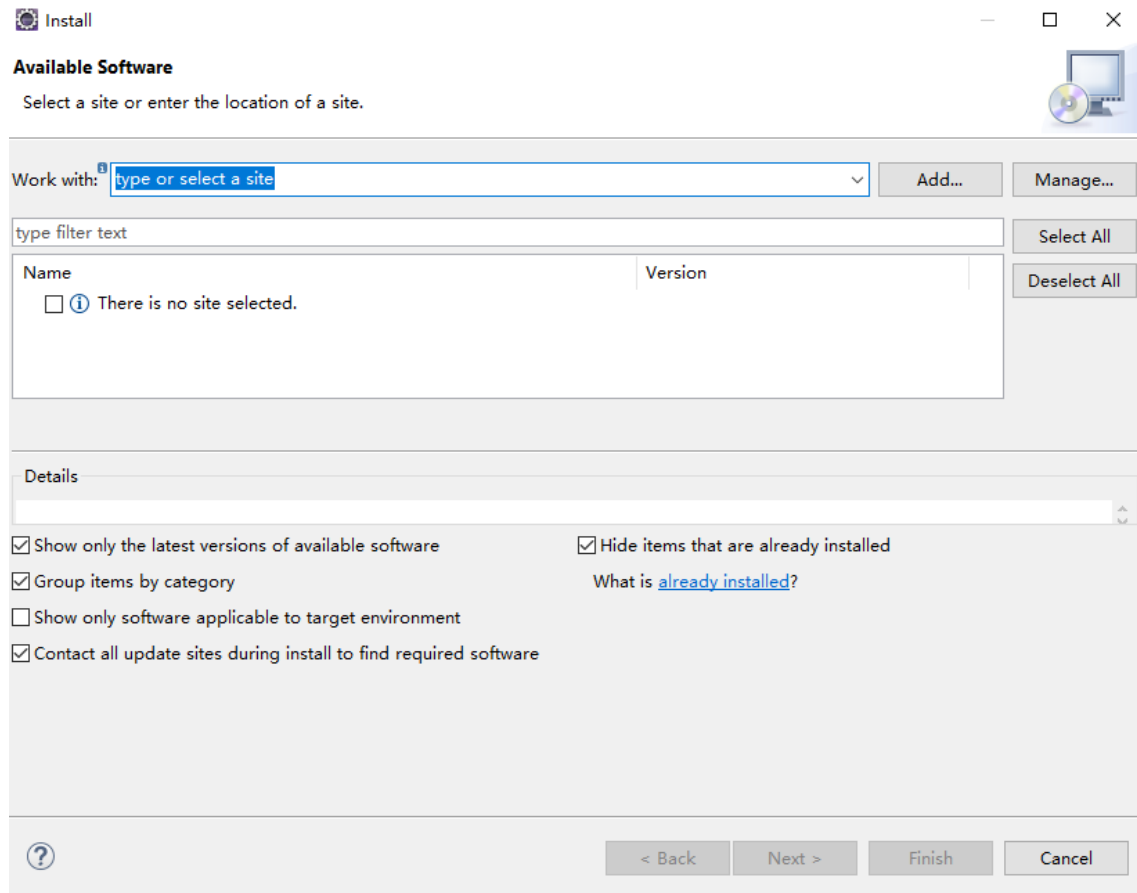 Install
Available Software
Select a site or enter the location of a site.
Work with: type or select a site Add... Manage...
type filter text Select All
Name Version Deselect All
There is no site selected.
Details
Show only the latest versions of available software Hide items that are already installed
Group items by category What is already installed?
Show only software applicable to target environment
Contact all update sites during install to find required software
? < Back Next > Finish Cancel